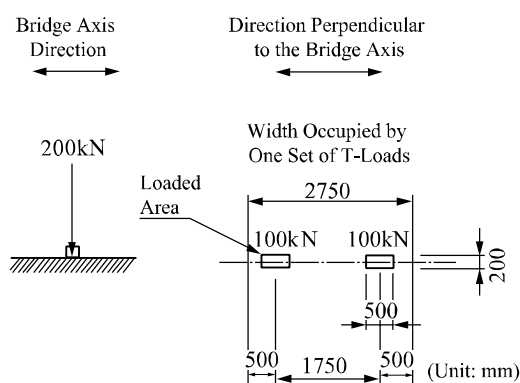 Bridge Axis
Direction
Direction Perpendicular
to the Bridge Axis
200kN
Width Occupied by
One Set of T-Loads
2750
Loaded
Area
100kN
100kN
200
500
500
1750
500
(Unit: mm)